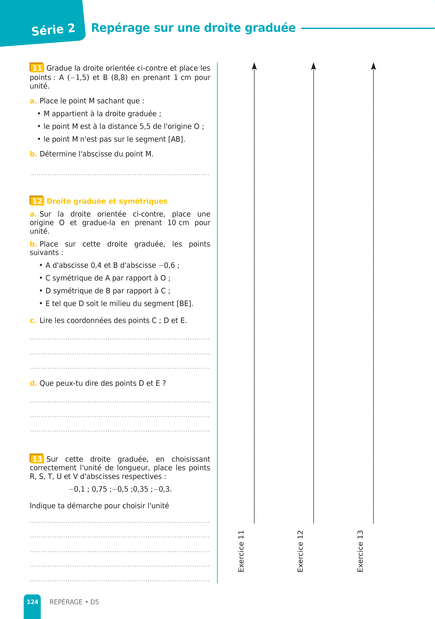 Série 2
Repérage sur une droite graduée
11 Gradue la droite orientée ci-contre et place les
points : A (−1,5) et B (8,8) en prenant 1 cm pour
unité.
a. Place le point M sachant que :
• M appartient à la droite graduée ;
• le point M est à la distance 5,5 de l'origine O ;
• le point M n'est pas sur le segment [AB].
b. Détermine l'abscisse du point M.
12 Droite graduée et symétriques
a. Sur la droite orientée ci-contre, place une
origine O et gradue-la en prenant 10 cm pour
unité.
b. Place sur cette droite graduée, les points
suivants :
• A d'abscisse 0,4 et B d'abscisse −0,6 ;
• C symétrique de A par rapport à O ;
• D symétrique de B par rapport à C ;
• E tel que D soit le milieu du segment [BE].
c. Lire les coordonnées des points C ; D et E.
d. Que peux-tu dire des points D et E ?
13 Sur cette droite graduée, en choisissant
correctement l'unité de longueur, place les points
R, S, T, U et V d'abscisses respectives :
−0,1 ; 0,75 ; −0,5 ; 0,35 ; −0,3.
Indique ta démarche pour choisir l'unité
Exercice 11
Exercice 12
Exercice 13
124 REPÉRAGE • D5